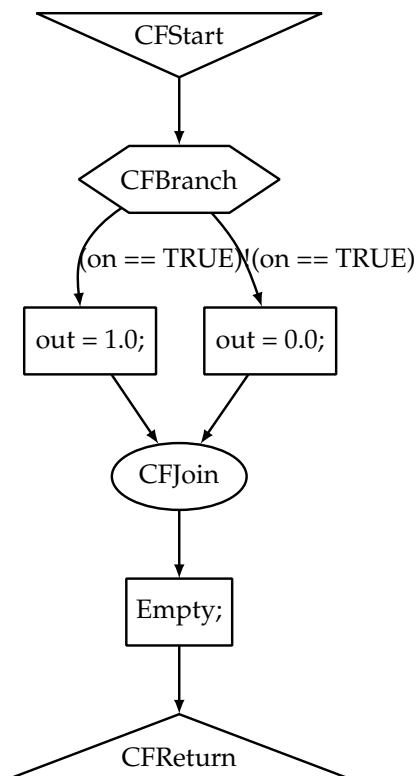 CFStart
CFBranch
(on == TRUE)
!(on == TRUE)
out = 1.0;
out = 0.0;
CFJoin
Empty;
CFReturn